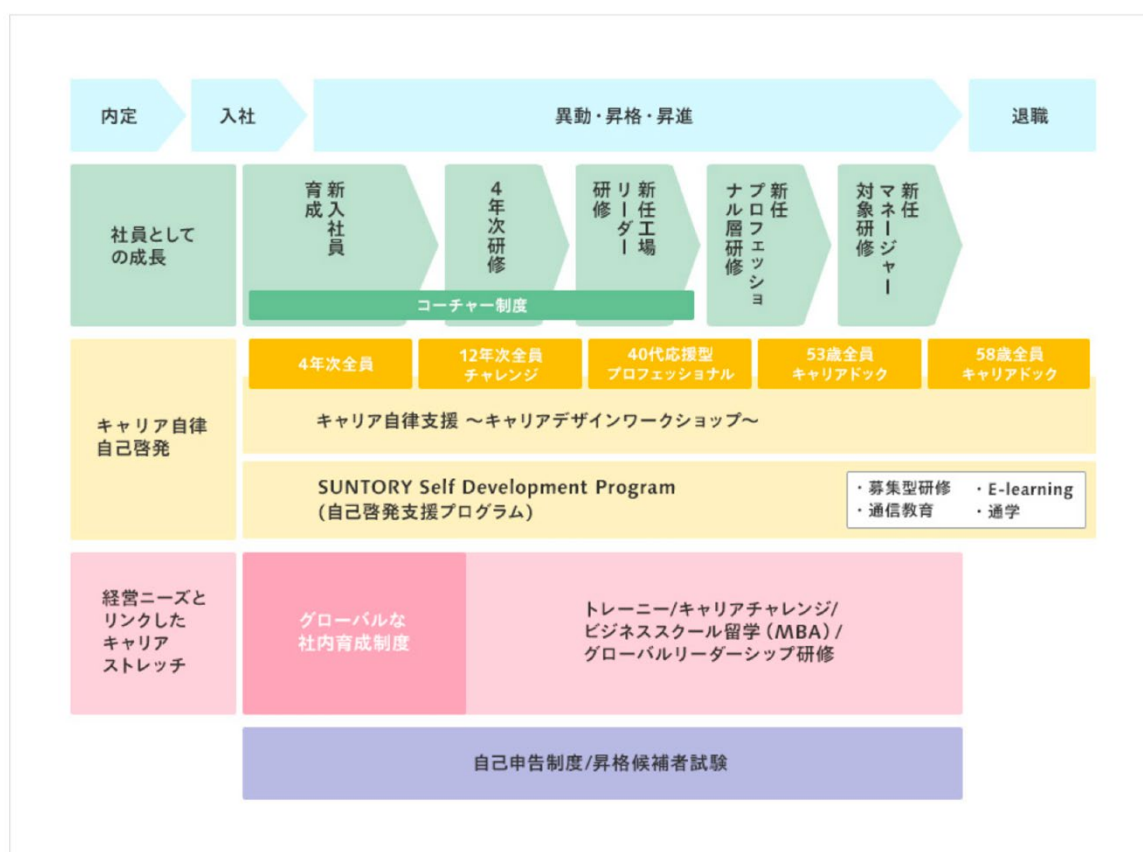 内定
入社
異動・昇格・昇進
退職
社員として
の成長
新入社員
育成
4年次研修
新任工場
リーダー
研修
新任
プロフェッショ
ナル層研修
新任
マネージャー
対象研修
コーチャー制度
キャリア自律
自己啓発
4年次全員
12年次全員
チャレンジ
40代応援型
プロフェッショナル
53歳全員
キャリアドック
58歳全員
キャリアドック
キャリア自律支援 ～キャリアデザインワークショップ～
SUNTORY Self Development Program
(自己啓発支援プログラム)
・募集型研修 ・E-learning
・通信教育 ・通学
経営ニーズと
リンクした
キャリア
ストレッチ
グローバルな
社内育成制度
トレーニー/キャリアチャレンジ/
ビジネススクール留学(MBA)/
グローバルリーダーシップ研修
自己申告制度/昇格候補者試験